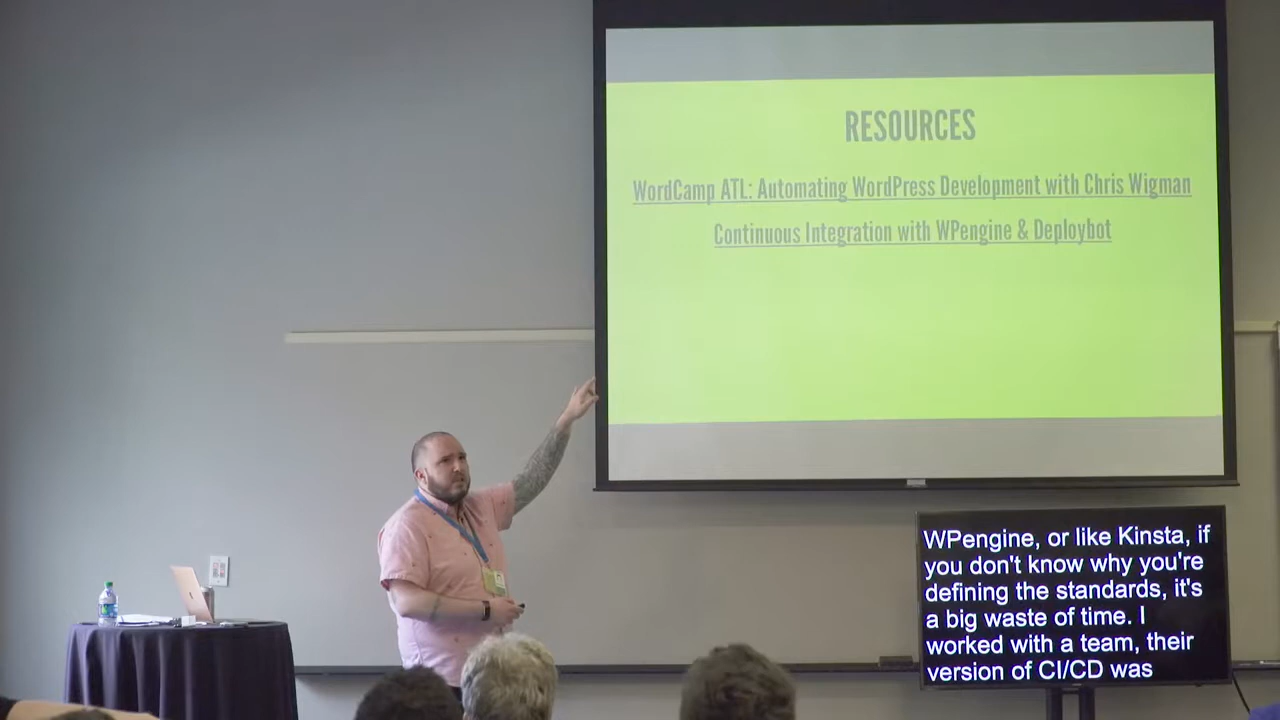 RESOURCES
WordCamp ATL: Automating WordPress Development with Chris Wigman
Continuous Integration with WPengine & Deploybot
WPengine, or like Kinsta, if
you don't know why you're
defining the standards, it's
a big waste of time. I
worked with a team, their
version of CI/CD was